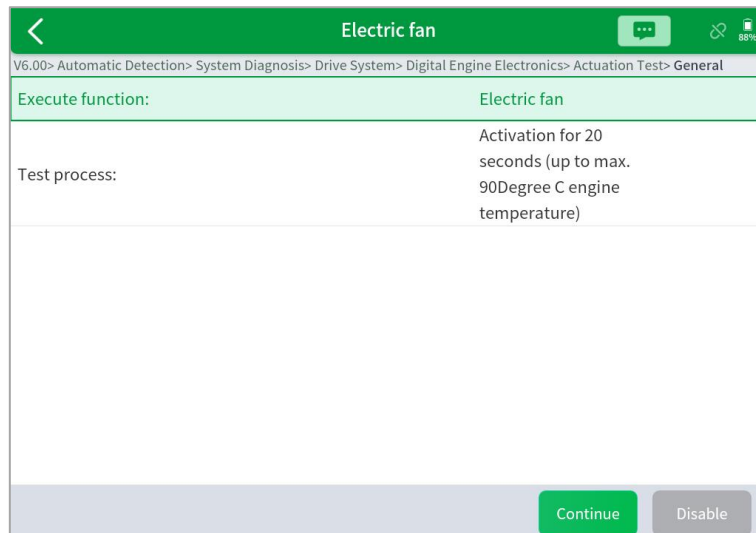 Electric fan
88%
V6.00> Automatic Detection> System Diagnosis> Drive System> Digital Engine Electronics> Actuation Test> General
Execute function:
Electric fan
Test process:
Activation for 20
seconds (up to max.
90Degree C engine
temperature)
Continue
Disable